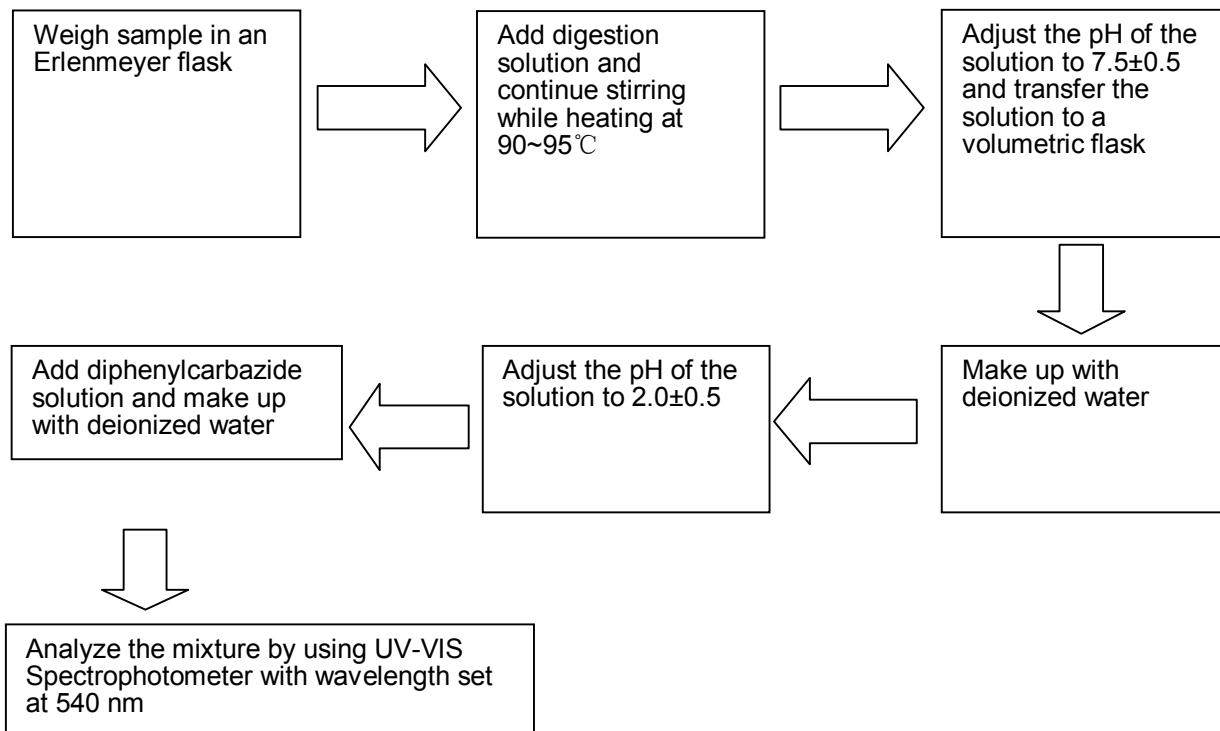 Weigh sample in an
Erlenmeyer flask
Add digestion
solution and
continue stirring
while heating at
90~95℃
Adjust the pH of the
solution to 7.5±0.5
and transfer the
solution to a
volumetric flask
Make up with
deionized water
Adjust the pH of the
solution to 2.0±0.5
Add diphenylcarbazide
solution and make up
with deionized water
Analyze the mixture by using UV-VIS
Spectrophotometer with wavelength set
at 540 nm